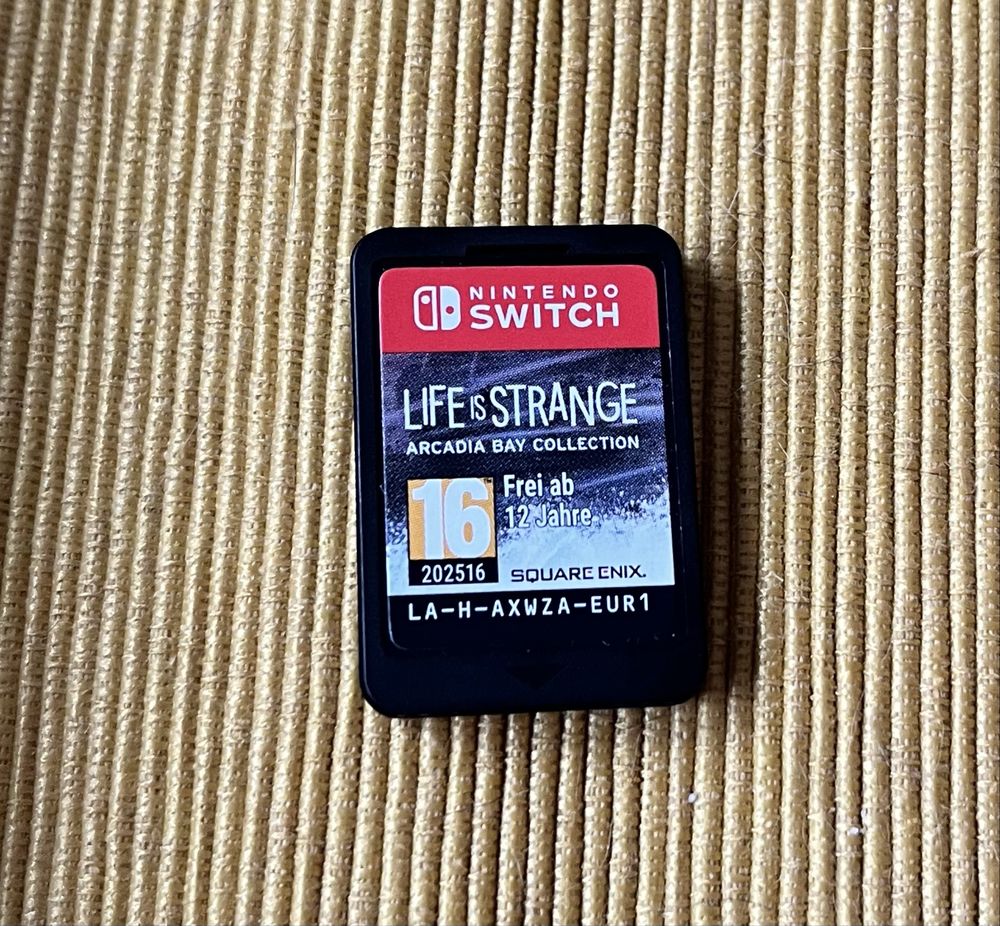 NINTENDO
SWITCH
LIFE IS STRANGE
ARCADIA BAY COLLECTION
16
Frei ab
12 Jahre
202516
SQUARE ENIX.
LA-H-AXWZA-EUR1